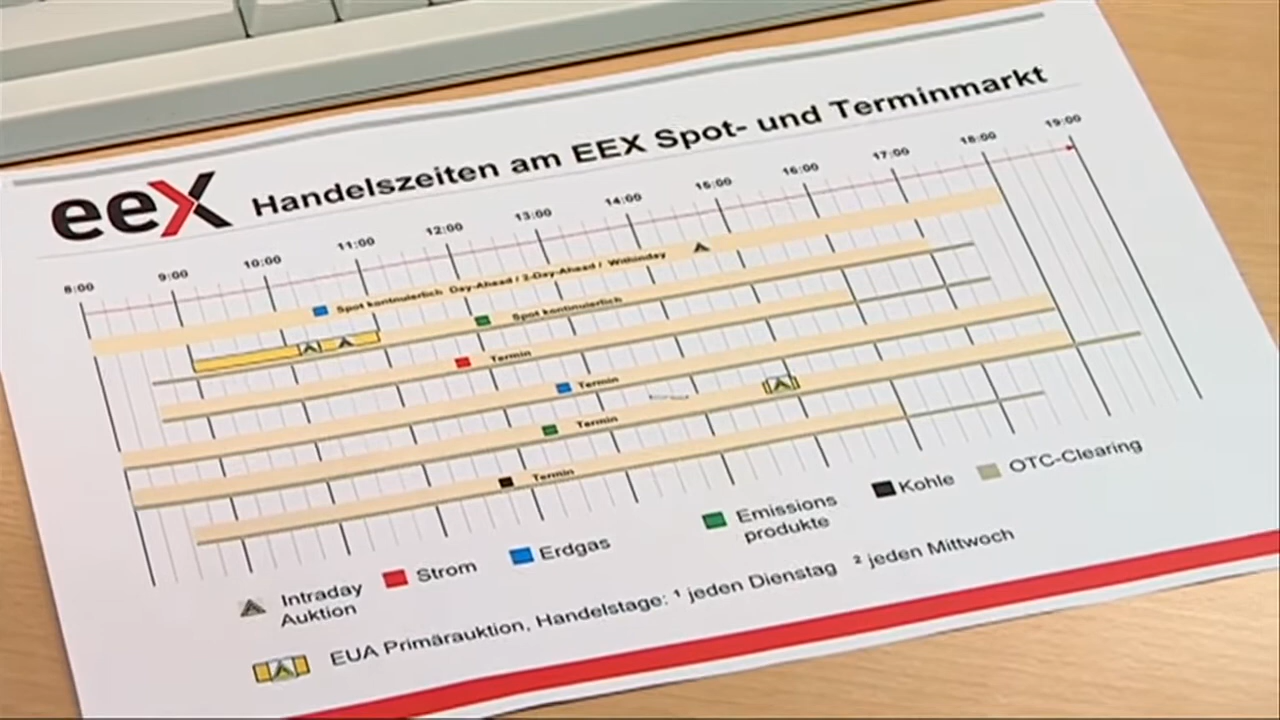 eex
Handelszeiten am EEX Spot- und Terminmarkt
8:00 9:00 10:00 11:00 12:00 13:00 14:00 15:00 16:00 17:00 18:00 19:00
Spot kontinuierlich Day-Ahead / 2-Day-Ahead / Withinday
Spot kontinuierlich
Termin
Termin
Termin
Termin
Intraday
Auktion
Strom
Erdgas
Emissions
produkte
Kohle
OTC-Clearing
EUA Primärauktion, Handelstage: ¹ jeden Dienstag ² jeden Mittwoch